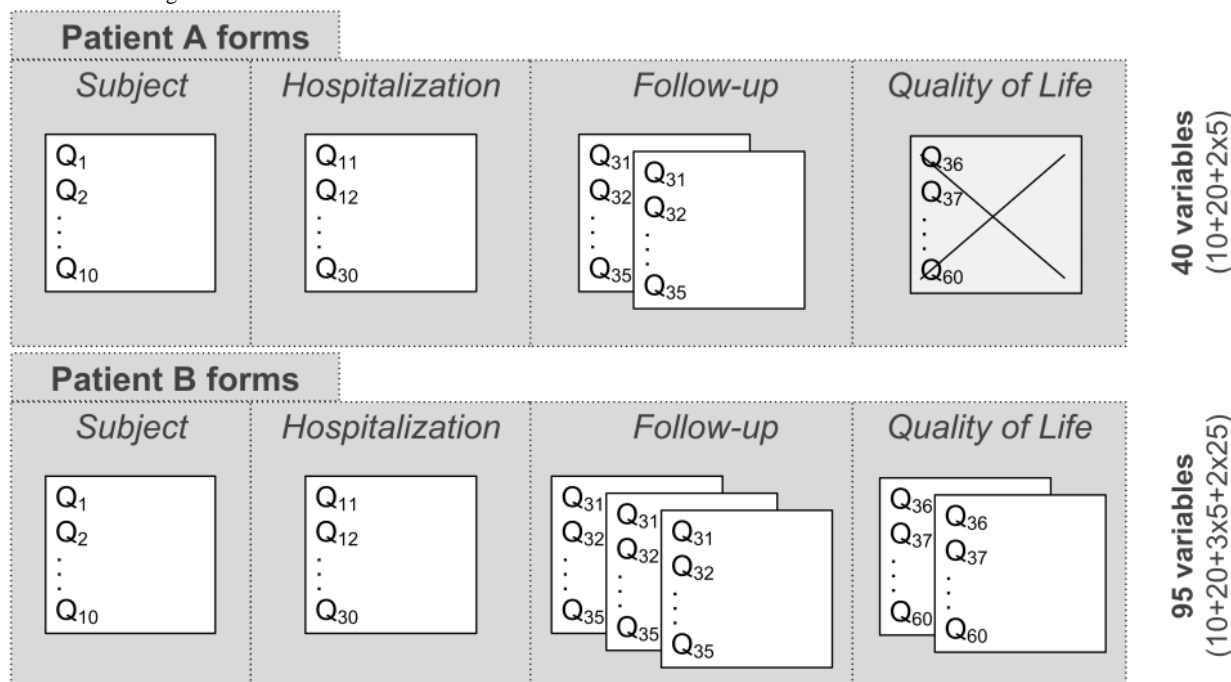 Patient A forms
Subject
Hospitalization
Follow-up
Quality of Life
Q1
Q2
.
.
.
Q10
Q11
Q12
.
.
.
Q30
Q31
Q32
.
.
.
Q35
Q31
Q32
.
.
.
Q35
Q36
Q37
.
.
.
Q60
40 variables
(10+20+2x5)
Patient B forms
Subject
Hospitalization
Follow-up
Quality of Life
Q1
Q2
.
.
.
Q10
Q11
Q12
.
.
.
Q30
Q31
Q32
.
.
.
Q35
Q31
Q32
.
.
.
Q35
Q31
Q32
.
.
.
Q35
Q36
Q37
.
.
.
Q60
Q36
Q37
.
.
.
Q60
95 variables
(10+20+3x5+2x25)